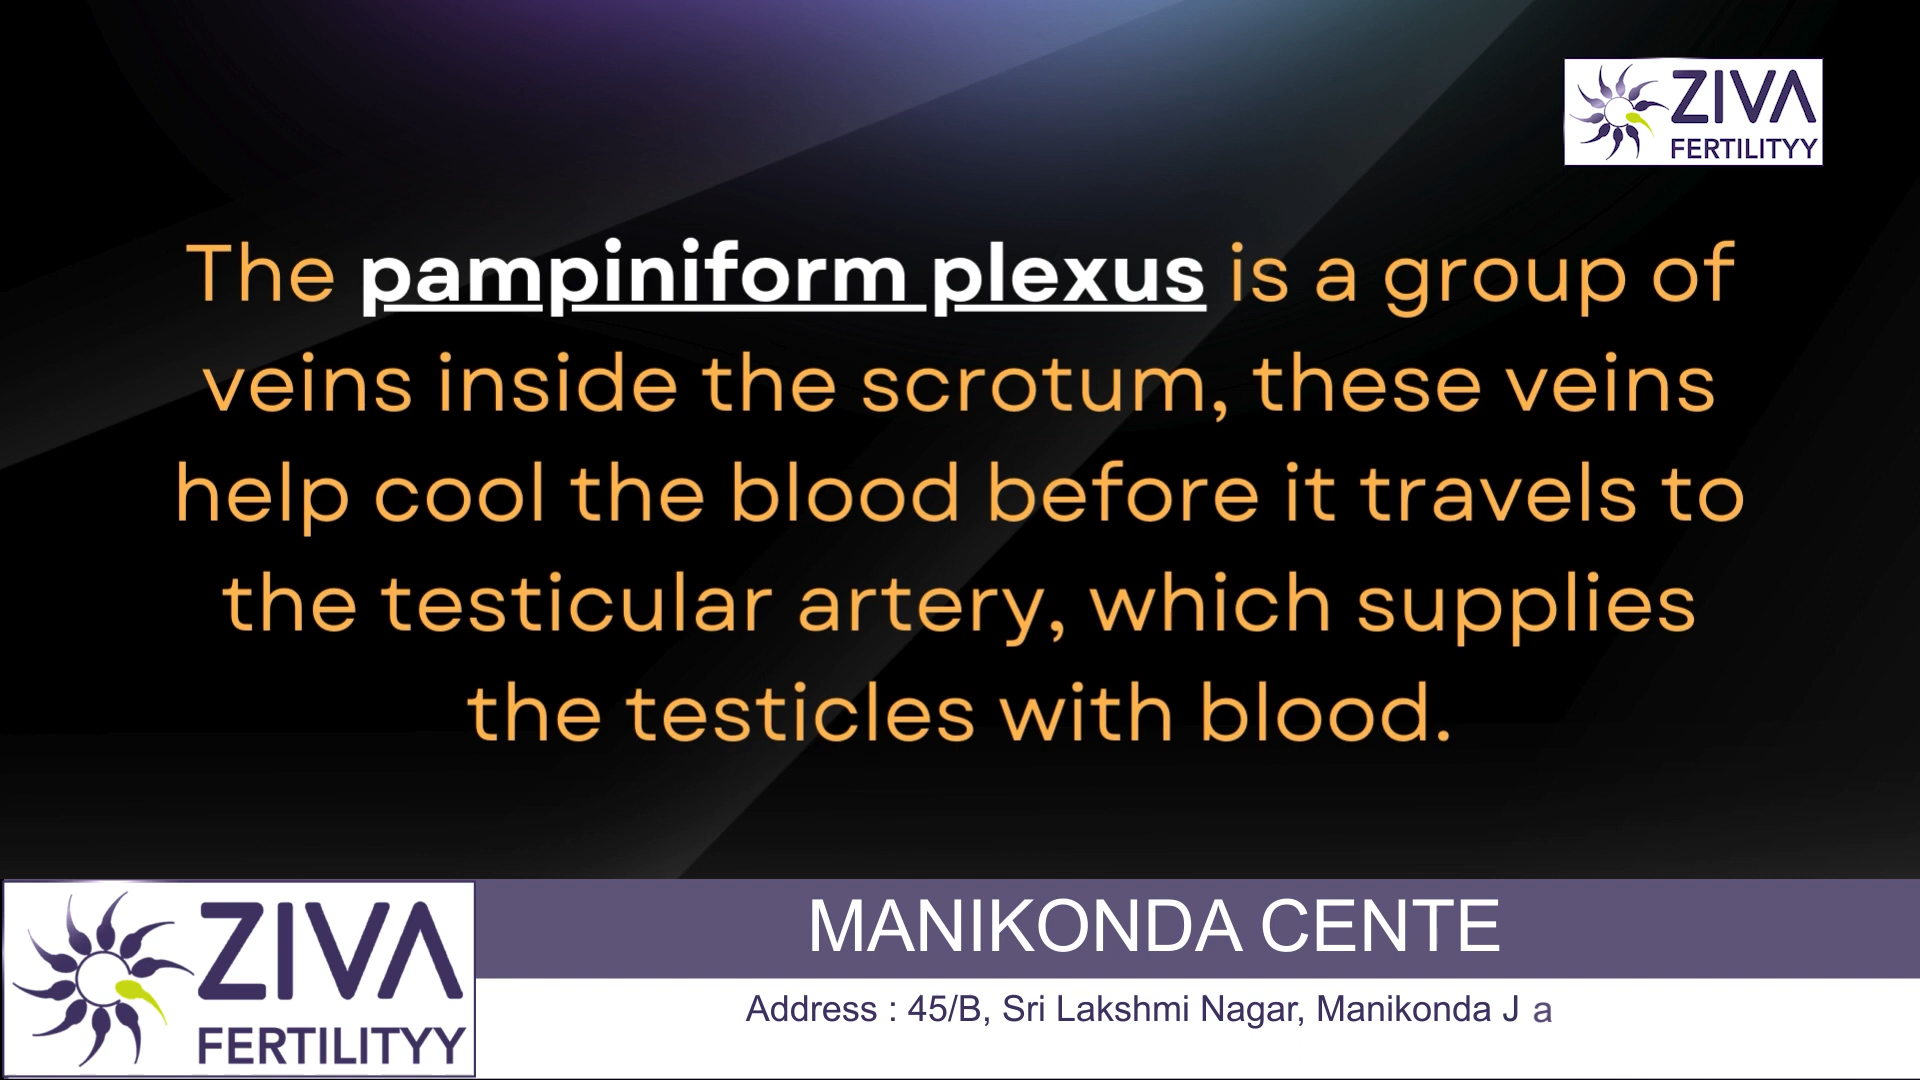 ZIVA
FERTILITYY
The pampiniform plexus is a group of
veins inside the scrotum, these veins
help cool the blood before it travels to
the testicular artery, which supplies
the testicles with blood.
ZIVA
FERTILITYY
MANIKONDA CENTE
Address : 45/B, Sri Lakshmi Nagar, Manikonda J a